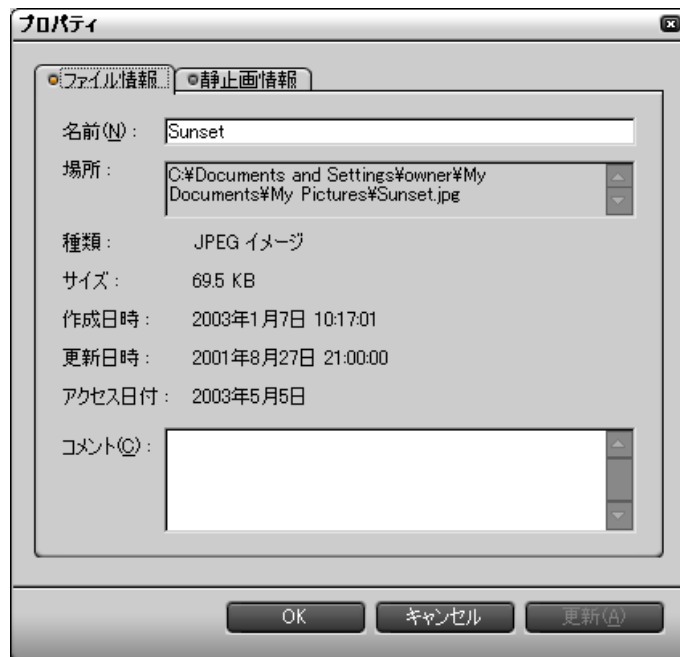 プロパティ
ファイル情報 静止画情報
名前(N) : Sunset
場所 : C:¥Documents and Settings¥owner¥My
Documents¥My Pictures¥Sunset.jpg
種類 : JPEG イメージ
サイズ : 69.5 KB
作成日時 : 2003年1月7日 10:17:01
更新日時 : 2001年8月27日 21:00:00
アクセス日付 : 2003年5月5日
コメント(C) :
OK キャンセル 更新(A)